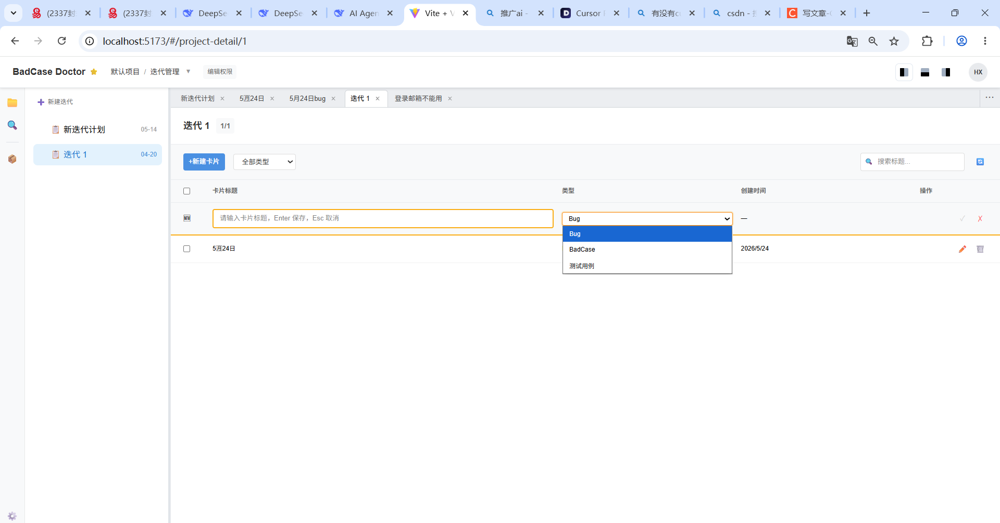 (2337封
(2337封
DeepSe
DeepSe
AI Agen
Vite + V
推广ai -
Cursor
有没有cu
csdn - 搜
写文章-C
localhost:5173/#/project-detail/1
BadCase Doctor 默认项目 / 迭代管理 ▼ 编辑权限 HX
新建迭代
新迭代计划 05-14
迭代 1 04-20
新迭代计划 × 5月24日 × 5月24日bug × 迭代 1 × 登录邮箱不能用 × ...
迭代 1 1/1
+新建卡片 全部类型 搜索标题...
卡片标题 类型 创建时间 操作
NEW 请输入卡片标题，Enter 保存，Esc 取消 Bug — ✓ ✗
Bug
BadCase
测试用例
5月24日 2026/5/24